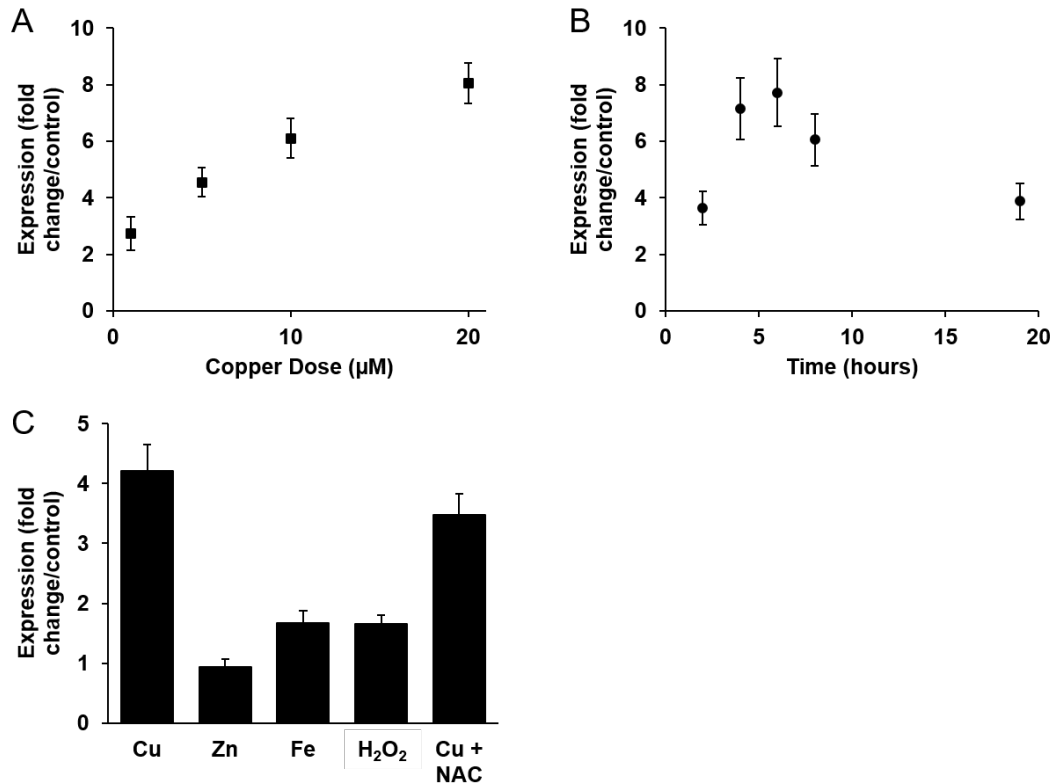 A
Expression (fold
change/control)
10
8
6
4
2
0
0
10
20
Copper Dose (µM)
B
Expression (fold
change/control)
10
8
6
4
2
0
0
5
10
15
20
Time (hours)
C
Expression (fold
change/control)
5
4
3
2
1
0
Cu
Zn
Fe
H₂O₂
Cu +
NAC